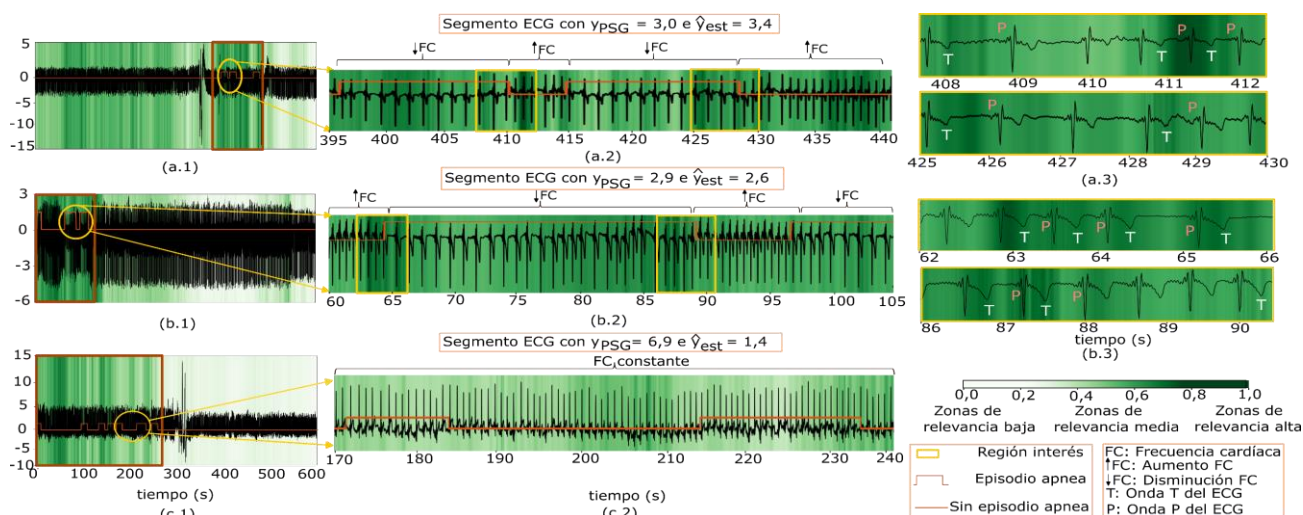 Segmento ECG con yPSG = 3,0 e ŷest = 3,4
↓FC ↑FC ↓FC ↑FC
5
0
-5
-10
-15
395 400 405 410 415 420 425 430 435 440
(a.1)
(a.2)
P P P
T T T
408 409 410 411 412
P P
T T
425 426 427 428 429 430
(a.3)
Segmento ECG con yPSG = 2,9 e ŷest = 2,6
↑FC ↓FC ↑FC ↓FC
3
0
-3
-6
60 65 70 75 80 85 90 95 100 105
(b.1)
(b.2)
P P P
T T T T
62 63 64 65 66
P P
T T T
86 87 88 89 90
tiempo (s)
(b.3)
Segmento ECG con yPSG= 6,9 e ŷest = 1,4
FC constante
15
10
5
0
-5
-10
0 100 200 300 400 500 600
170 180 190 200 210 220 230 240
tiempo (s)
tiempo (s)
(c.1)
(c.2)
0,0 0,2 0,4 0,6 0,8 1,0
Zonas de relevancia baja
Zonas de relevancia media
Zonas de relevancia alta
Región interés
Episodio apnea
Sin episodio apnea
FC: Frecuencia cardíaca
↑FC: Aumento FC
↓FC: Disminución FC
T: Onda T del ECG
P: Onda P del ECG